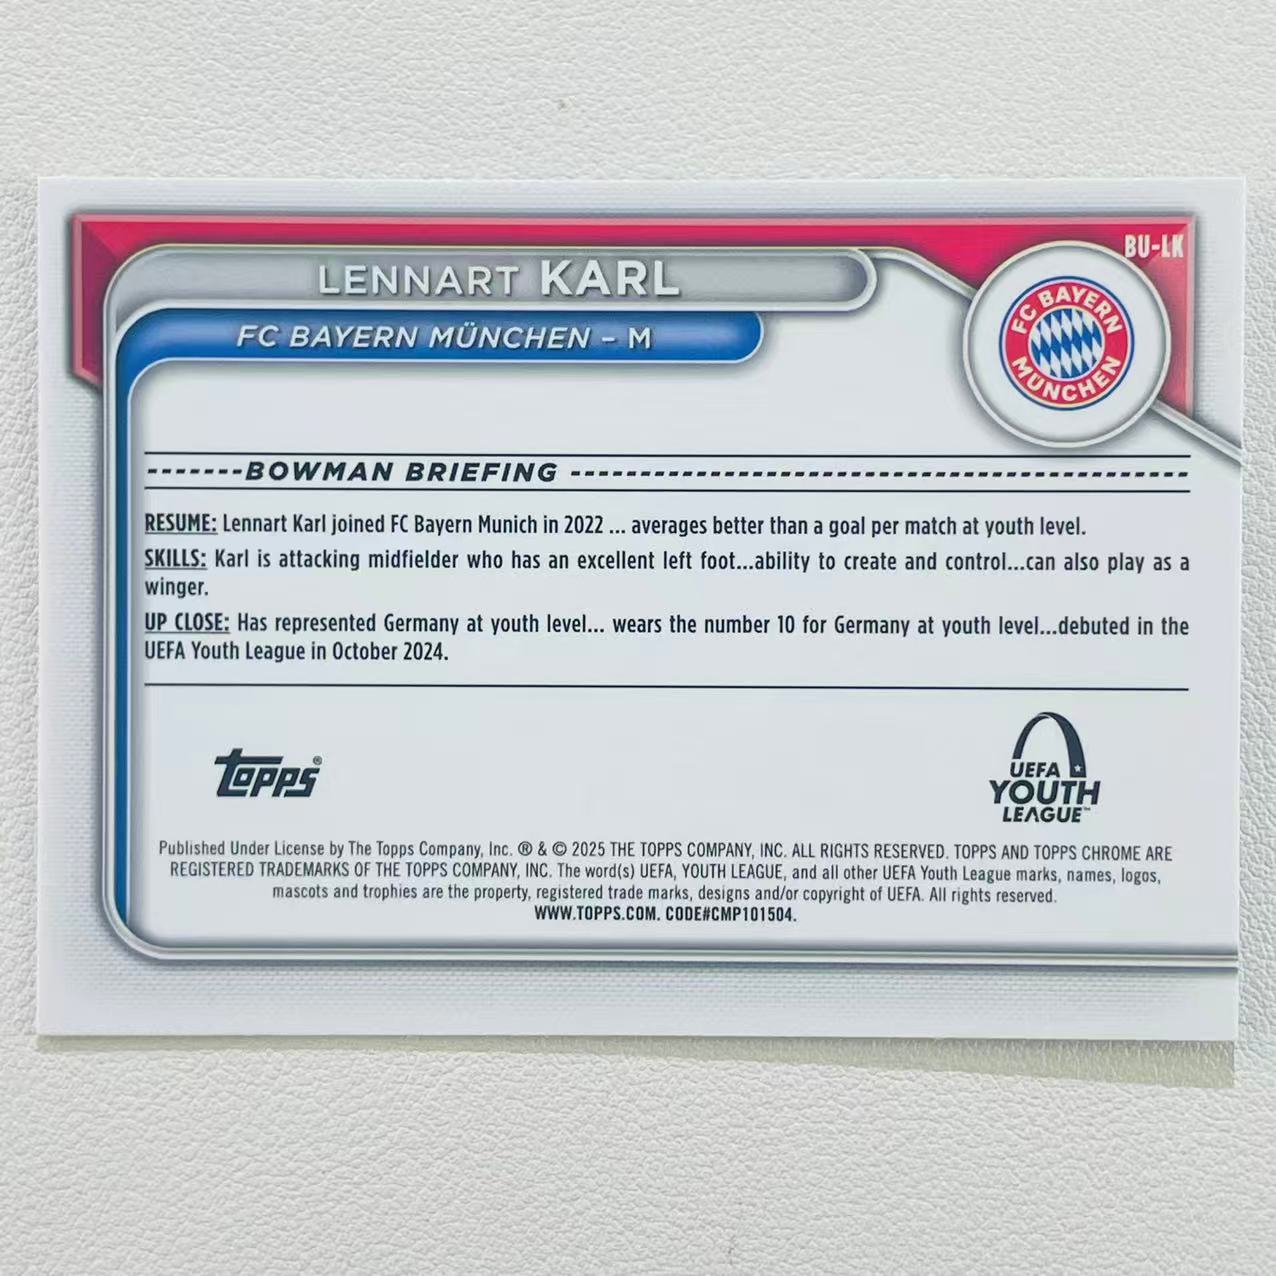 BU-LK
LENNART KARL
FC BAYERN MÜNCHEN – M
FC BAYERN
MÜNCHEN
-------BOWMAN BRIEFING --------------------------------------------------
RESUME: Lennart Karl joined FC Bayern Munich in 2022 ... averages better than a goal per match at youth level.
SKILLS: Karl is attacking midfielder who has an excellent left foot...ability to create and control...can also play as a
winger.
UP CLOSE: Has represented Germany at youth level... wears the number 10 for Germany at youth level...debuted in the
UEFA Youth League in October 2024.
TOPPS®
UEFA
YOUTH
LEAGUE™
Published Under License by The Topps Company, Inc. ® & © 2025 THE TOPPS COMPANY, INC. ALL RIGHTS RESERVED. TOPPS AND TOPPS CHROME ARE
REGISTERED TRADEMARKS OF THE TOPPS COMPANY, INC. The word(s) UEFA, YOUTH LEAGUE, and all other UEFA Youth League marks, names, logos,
mascots and trophies are the property, registered trade marks, designs and/or copyright of UEFA. All rights reserved.
WWW.TOPPS.COM. CODE#CMP101504.